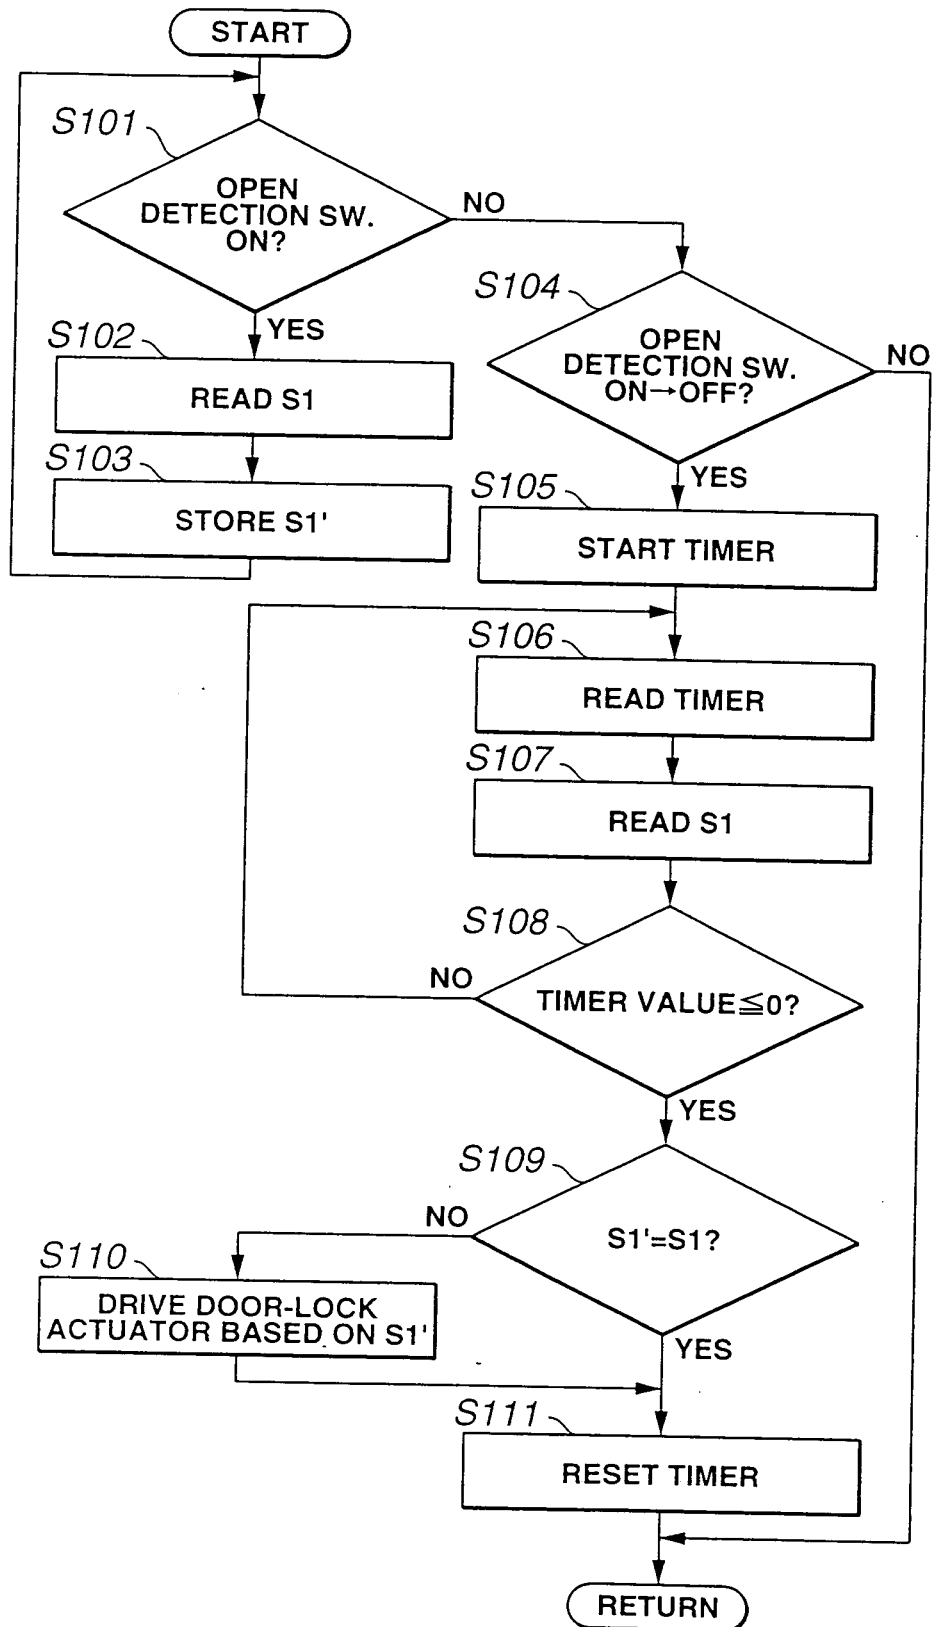 START
S101
OPEN
DETECTION SW.
ON?
NO
YES
S102
READ S1
S103
STORE S1'
S104
OPEN
DETECTION SW.
ON→OFF?
NO
YES
S105
START TIMER
S106
READ TIMER
S107
READ S1
S108
TIMER VALUE≦0?
NO
YES
S109
S1'=S1?
NO
YES
S110
DRIVE DOOR-LOCK
ACTUATOR BASED ON S1'
S111
RESET TIMER
RETURN